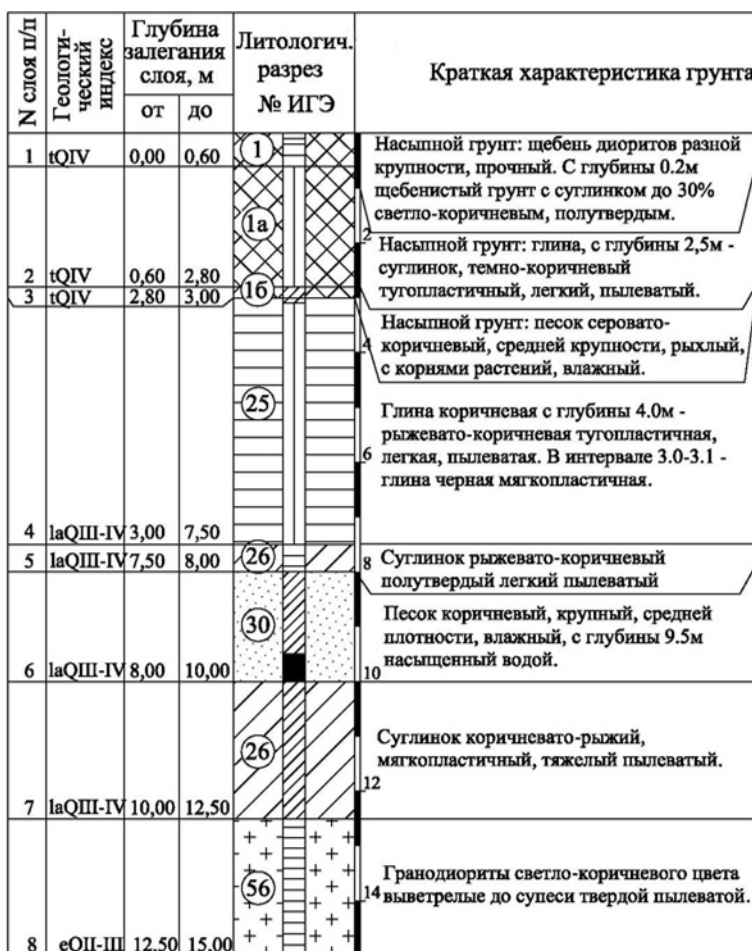 N слоя п/п
Геологи-
ческий
индекс
Глубина
залегания
слоя, м
от
до
Литологич.
разрез
№ ИГЭ
Краткая характеристика грунта
1 tQIV 0,00 0,60
1
Насыпной грунт: щебень диоритов разной
крупности, прочный. С глубины 0.2м
щебенистый грунт с суглинком до 30%
светло-коричневым, полутвердым.
2 tQIV 0,60 2,80
1а
2
Насыпной грунт: глина, с глубины 2,5м -
суглинок, темно-коричневый
тугопластичный, легкий, пылеватый.
3 tQIV 2,80 3,00
1б
Насыпной грунт: песок серовато-
коричневый, средней крупности, рыхлый,
с корнями растений, влажный.
4
4 laQIII-IV 3,00 7,50
25
6
Глина коричневая с глубины 4.0м -
рыжевато-коричневая тугопластичная,
легкая, пылеватая. В интервале 3.0-3.1 -
глина черная мягкопластичная.
5 laQIII-IV 7,50 8,00
26
8
Суглинок рыжевато-коричневый
полутвердый легкий пылеватый
6 laQIII-IV 8,00 10,00
30
10
Песок коричневый, крупный, средней
плотности, влажный, с глубины 9.5м
насыщенный водой.
7 laQIII-IV 10,00 12,50
26
12
Суглинок коричневато-рыжий,
мягкопластичный, тяжелый пылеватый.
8 eQII-III 12,50 15,00
56
14
Гранодиориты светло-коричневого цвета
выветрелые до супеси твердой пылеватой.